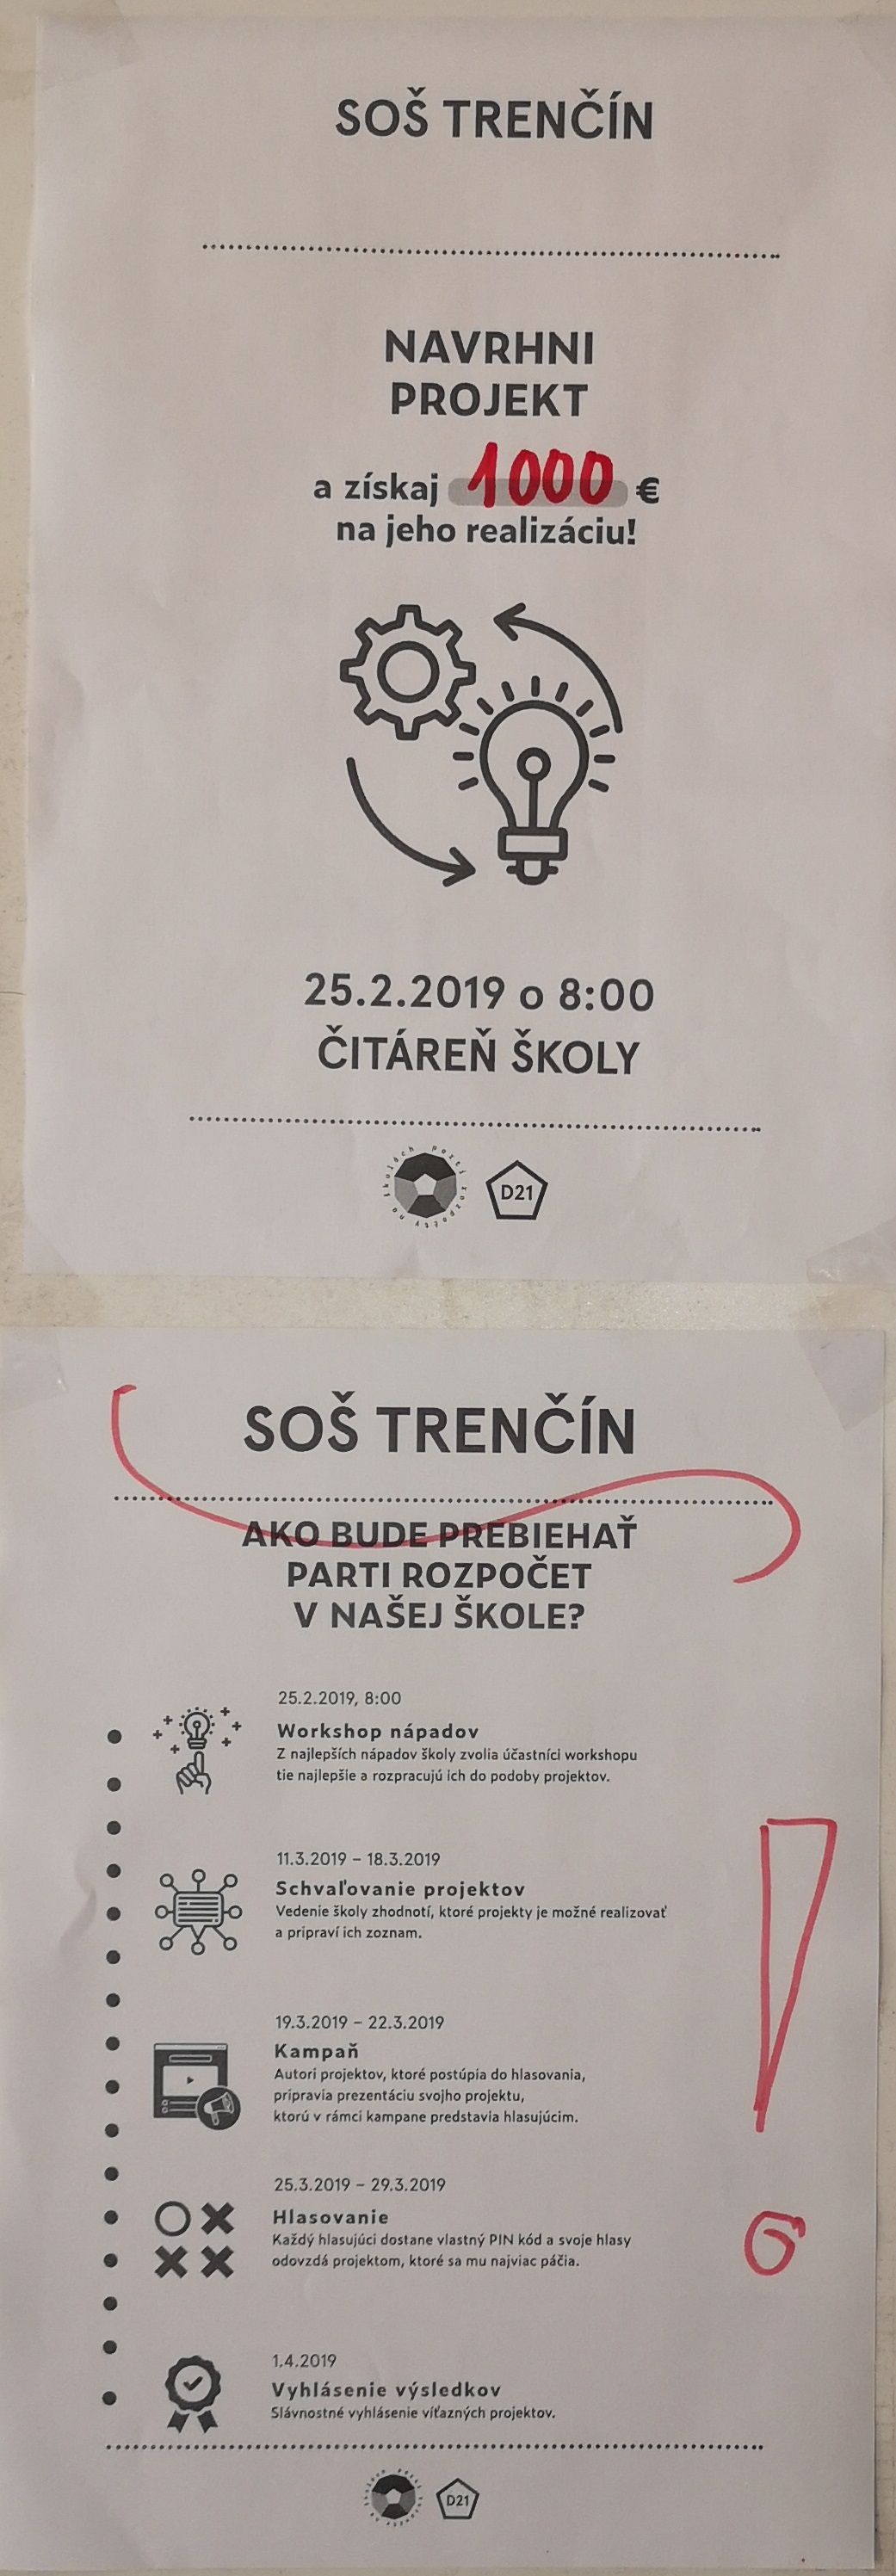 SOŠ TRENČÍN
NAVRHNI
PROJEKT
a získaj 1000 €
na jeho realizáciu!
25.2.2019 o 8:00
ČITÁREŇ ŠKOLY
D21
SOŠ TRENČÍN
AKO BUDE PREBIEHAŤ
PARTI ROZPOČET
V NAŠEJ ŠKOLE?
25.2.2019, 8:00
Workshop nápadov
Z najlepších nápadov školy zvolia účastníci workshopu
tie najlepšie a rozpracujú ich do podoby projektov.
11.3.2019 – 18.3.2019
Schvaľovanie projektov
Vedenie školy zhodnotí, ktoré projekty je možné realizovať
a pripraví ich zoznam.
19.3.2019 – 22.3.2019
Kampaň
Autori projektov, ktoré postúpia do hlasovania,
pripravia prezentáciu svojho projektu,
ktorú v rámci kampane predstavia hlasujúcim.
25.3.2019 – 29.3.2019
Hlasovanie
Každý hlasujúci dostane vlastný PIN kód a svoje hlasy
odovzdá projektom, ktoré sa mu najviac páčia.
1.4.2019
Vyhlásenie výsledkov
Slávnostné vyhlásenie víťazných projektov.
D21